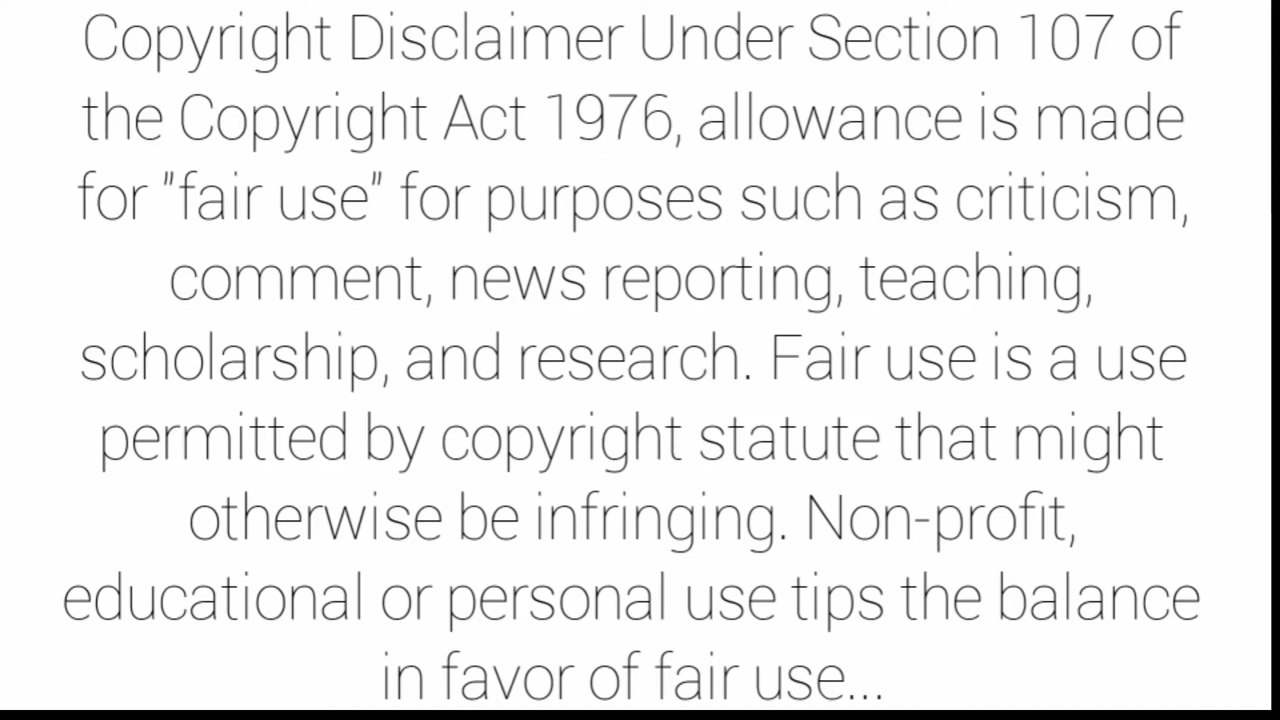 Copyright Disclaimer Under Section 107 of
the Copyright Act 1976, allowance is made
for "fair use" for purposes such as criticism,
comment, news reporting, teaching,
scholarship, and research. Fair use is a use
permitted by copyright statute that might
otherwise be infringing. Non-profit,
educational or personal use tips the balance
in favor of fair use...